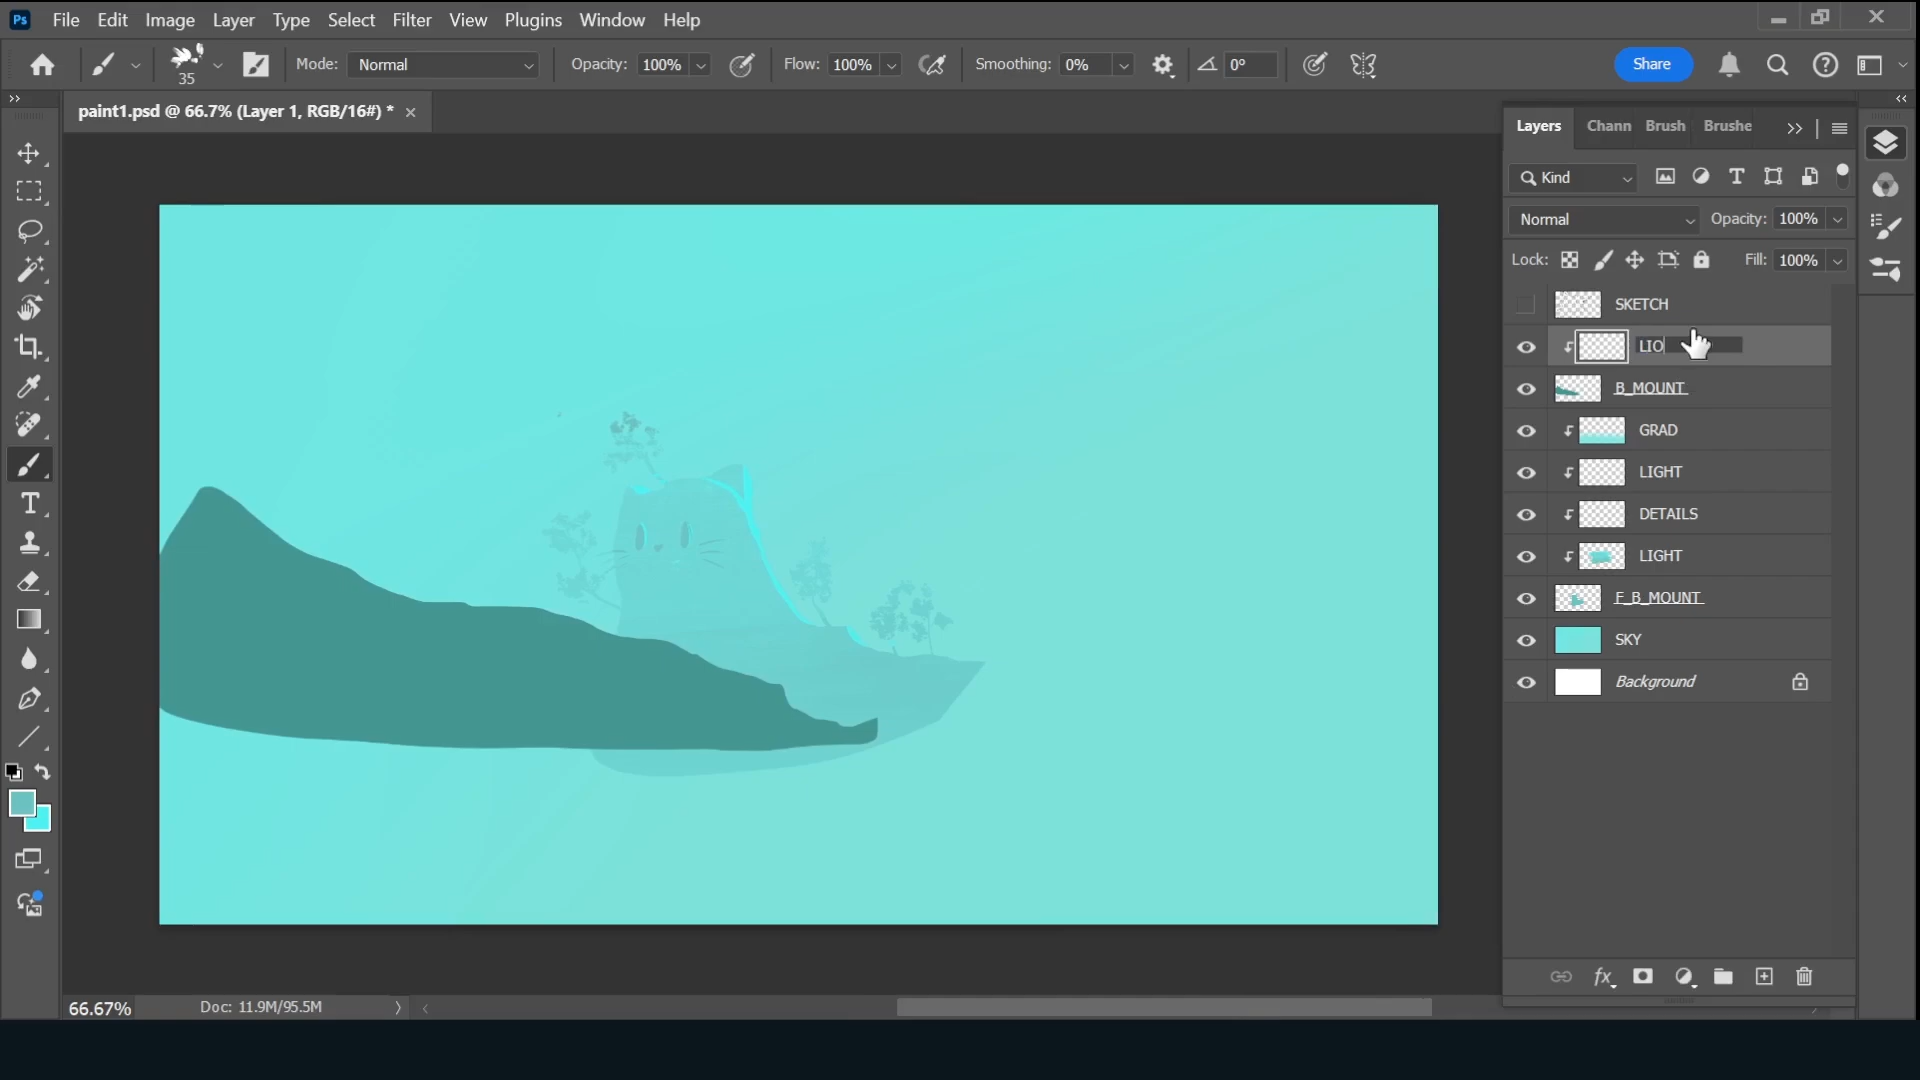 Ps File Edit Image Layer Type Select Filter View Plugins Window Help
35 Mode: Normal Opacity: 100% Flow: 100% Smoothing: 0% 0° Share
paint1.psd @ 66.7% (Layer 1, RGB/16#) *
Layers Chann Brush Brushe
Kind
Normal Opacity: 100%
Lock: Fill: 100%
SKETCH
LIO
B_MOUNT
GRAD
LIGHT
DETAILS
LIGHT
F_B_MOUNT
SKY
Background
fx
66.67% Doc: 11.9M/95.5M